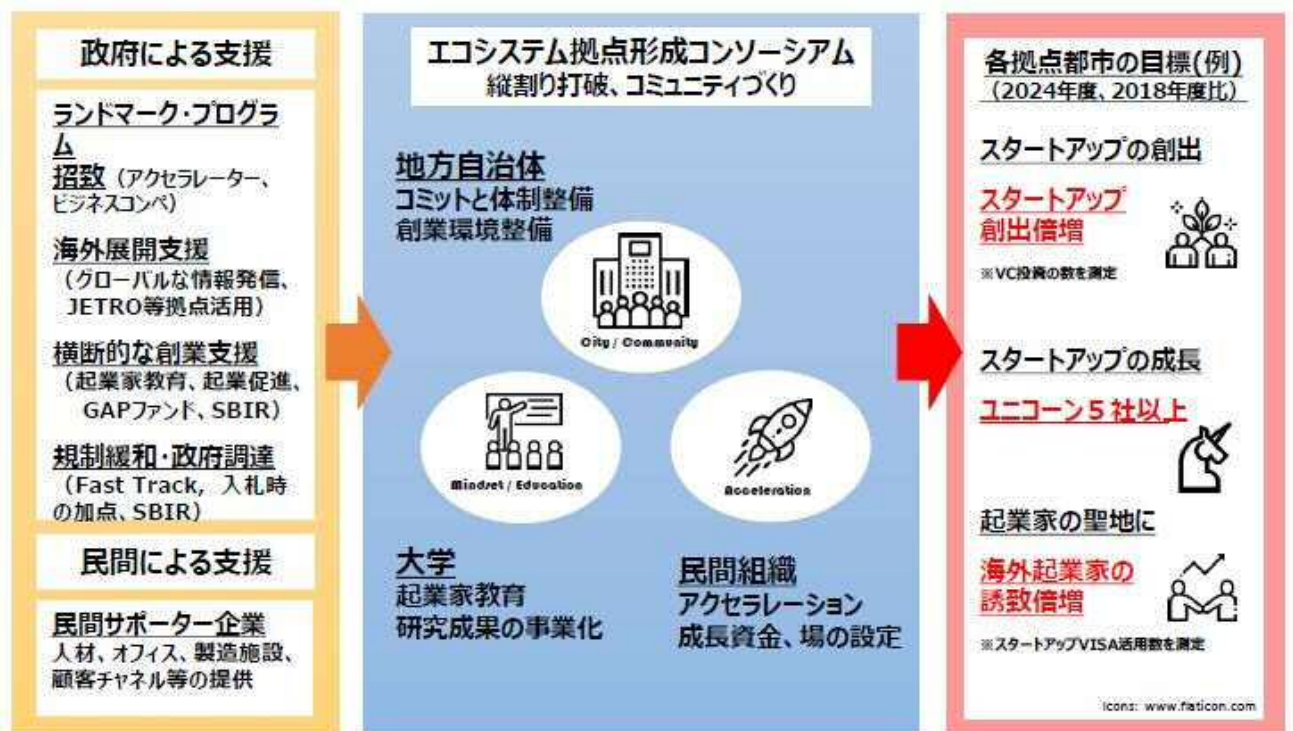 政府による支援
ランドマーク・プログラ
ム
招致（アクセラレーター、
ビジネスコンペ）
海外展開支援
（グローバルな情報発信、
JETRO等拠点活用）
横断的な創業支援
（起業家教育、起業促進、
GAPファンド、SBIR）
規制緩和・政府調達
（Fast Track, 入札時
の加点、SBIR）
民間による支援
民間サポーター企業
人材、オフィス、製造施設、
顧客チャネル等の提供
エコシステム拠点形成コンソーシアム
縦割り打破、コミュニティづくり
地方自治体
コミットと体制整備
創業環境整備
City / Community
Mindset / Education
Acceleration
大学
起業家教育
研究成果の事業化
民間組織
アクセラレーション
成長資金、場の設定
各拠点都市の目標(例)
（2024年度、2018年度比）
スタートアップの創出
スタートアップ
創出倍増
※VC投資の数を測定
スタートアップの成長
ユニコーン５社以上
起業家の聖地に
海外起業家の
誘致倍増
※スタートアップVISA活用数を測定
Icons: www.flaticon.com